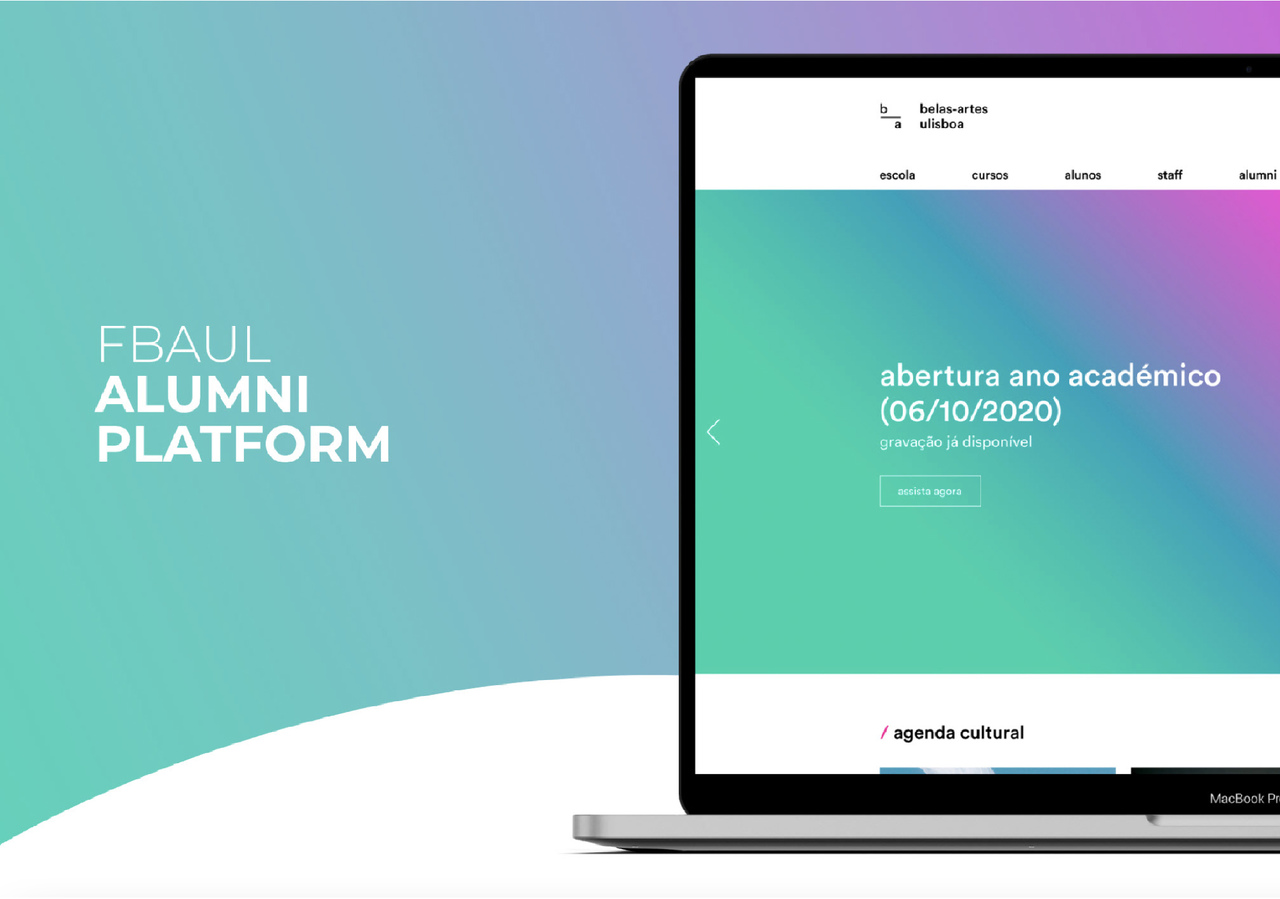 FBAUL
ALUMNI
PLATFORM
b
a
belas-artes
ulisboa
escola
cursos
alunos
staff
alumni
abertura ano académico
(06/10/2020)
gravação já disponível
assista agora
/ agenda cultural
MacBook Pr